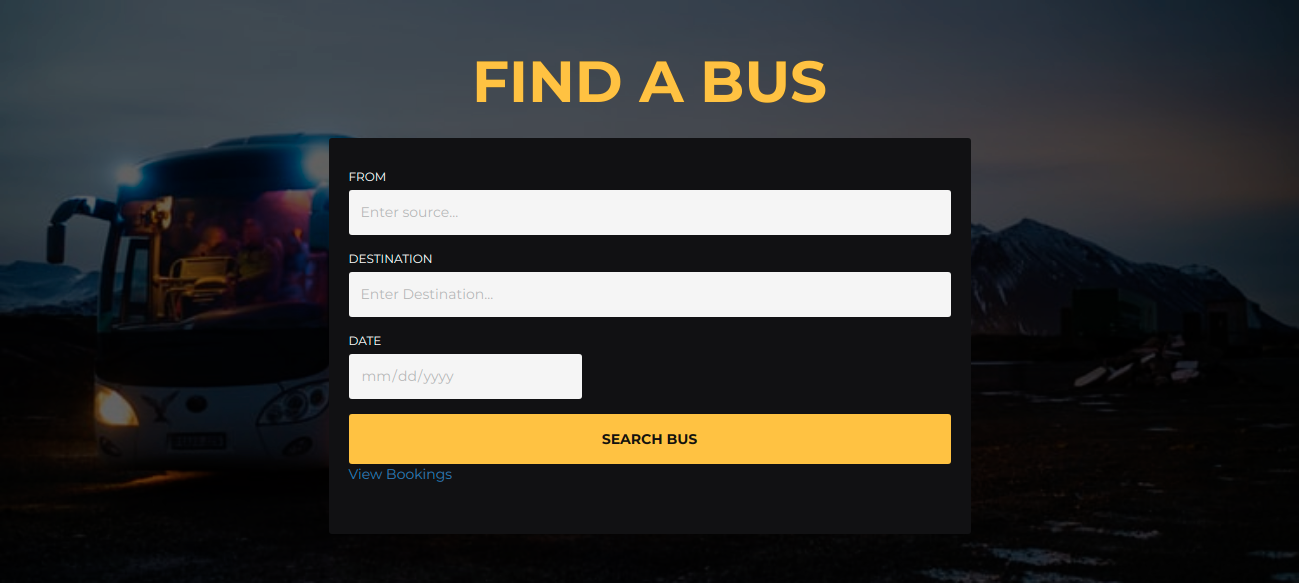 FIND A BUS
FROM
Enter source...
DESTINATION
Enter Destination...
DATE
mm/dd/yyyy
SEARCH BUS
View Bookings